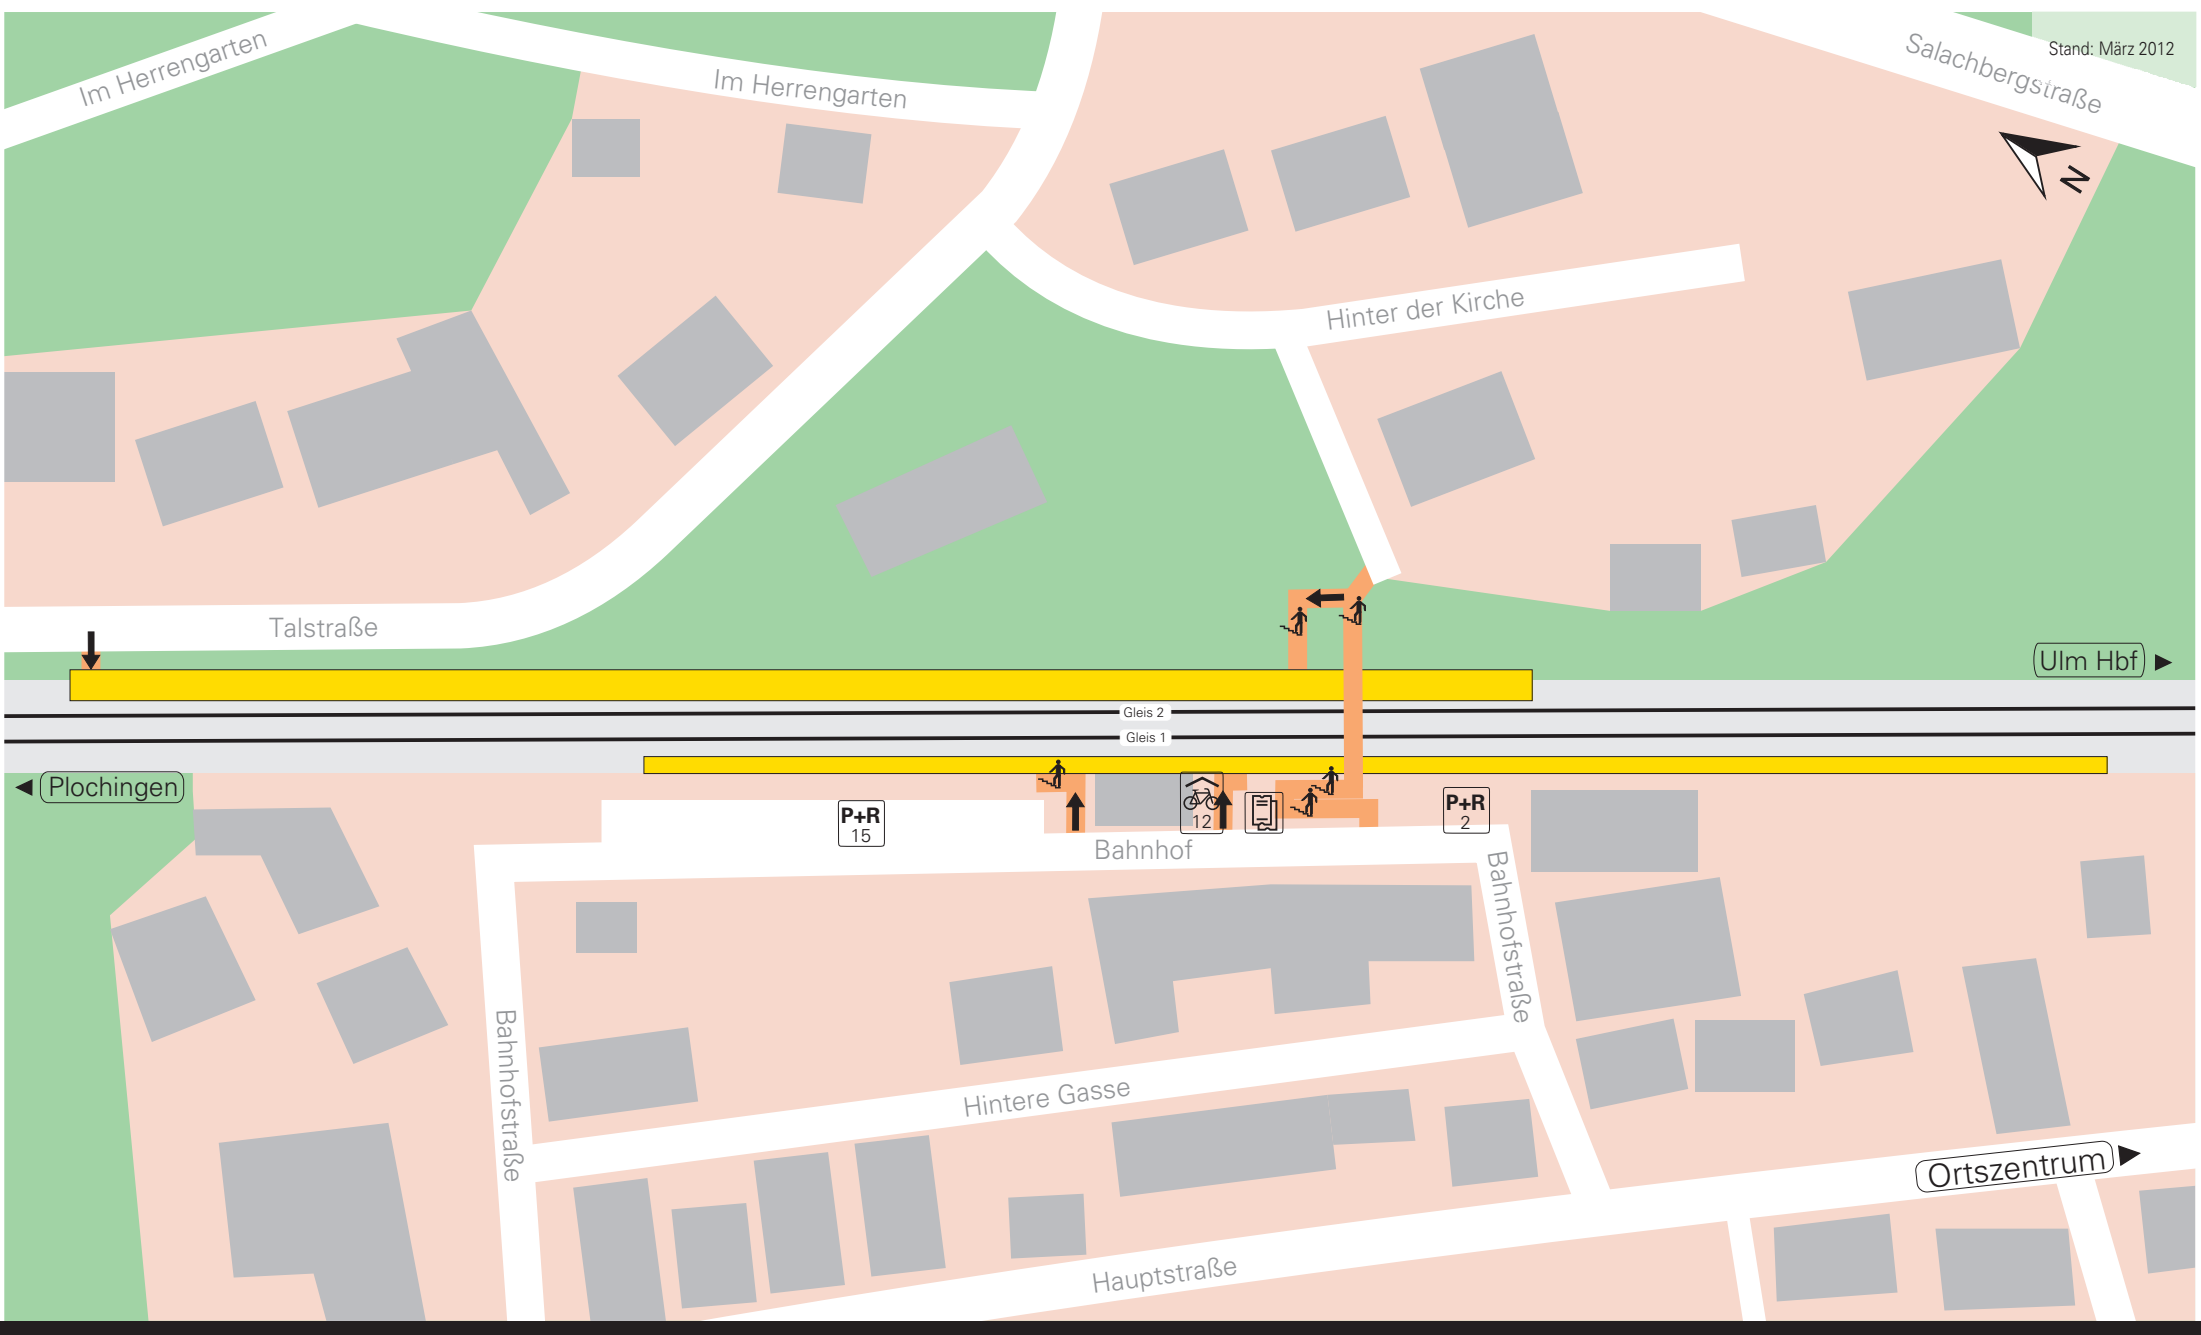 Im Herrengarten
Im Herrengarten
Salachbergstraße
Stand: März 2012
N
Hinter der Kirche
Talstraße
Ulm Hbf
Gleis 2
Gleis 1
Plochingen
P+R
15
12
P+R
2
Bahnhof
Bahnhofstraße
Bahnhofstraße
Hintere Gasse
Ortszentrum
Hauptstraße